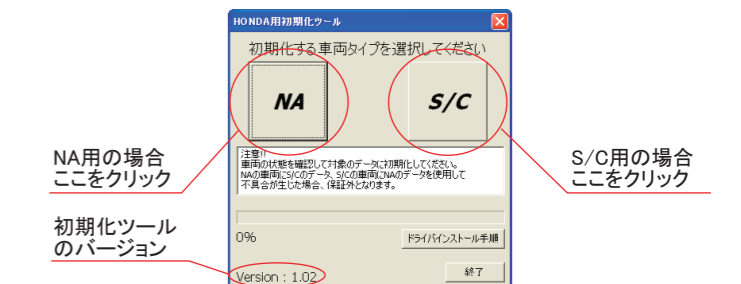 HONDA用初期化ツール
初期化する車両タイプを選択してください
NA
S/C
NA用の場合
ここをクリック
S/C用の場合
ここをクリック
注意!!
車両の状態を確認して対象のデータに初期化してください。
NAの車両にS/Cのデータ、S/Cの車両にNAのデータを使用して
不具合が生じた場合、保証外となります。
初期化ツール
のバージョン
0%
ドライバインストール手順
Version : 1.02
終了